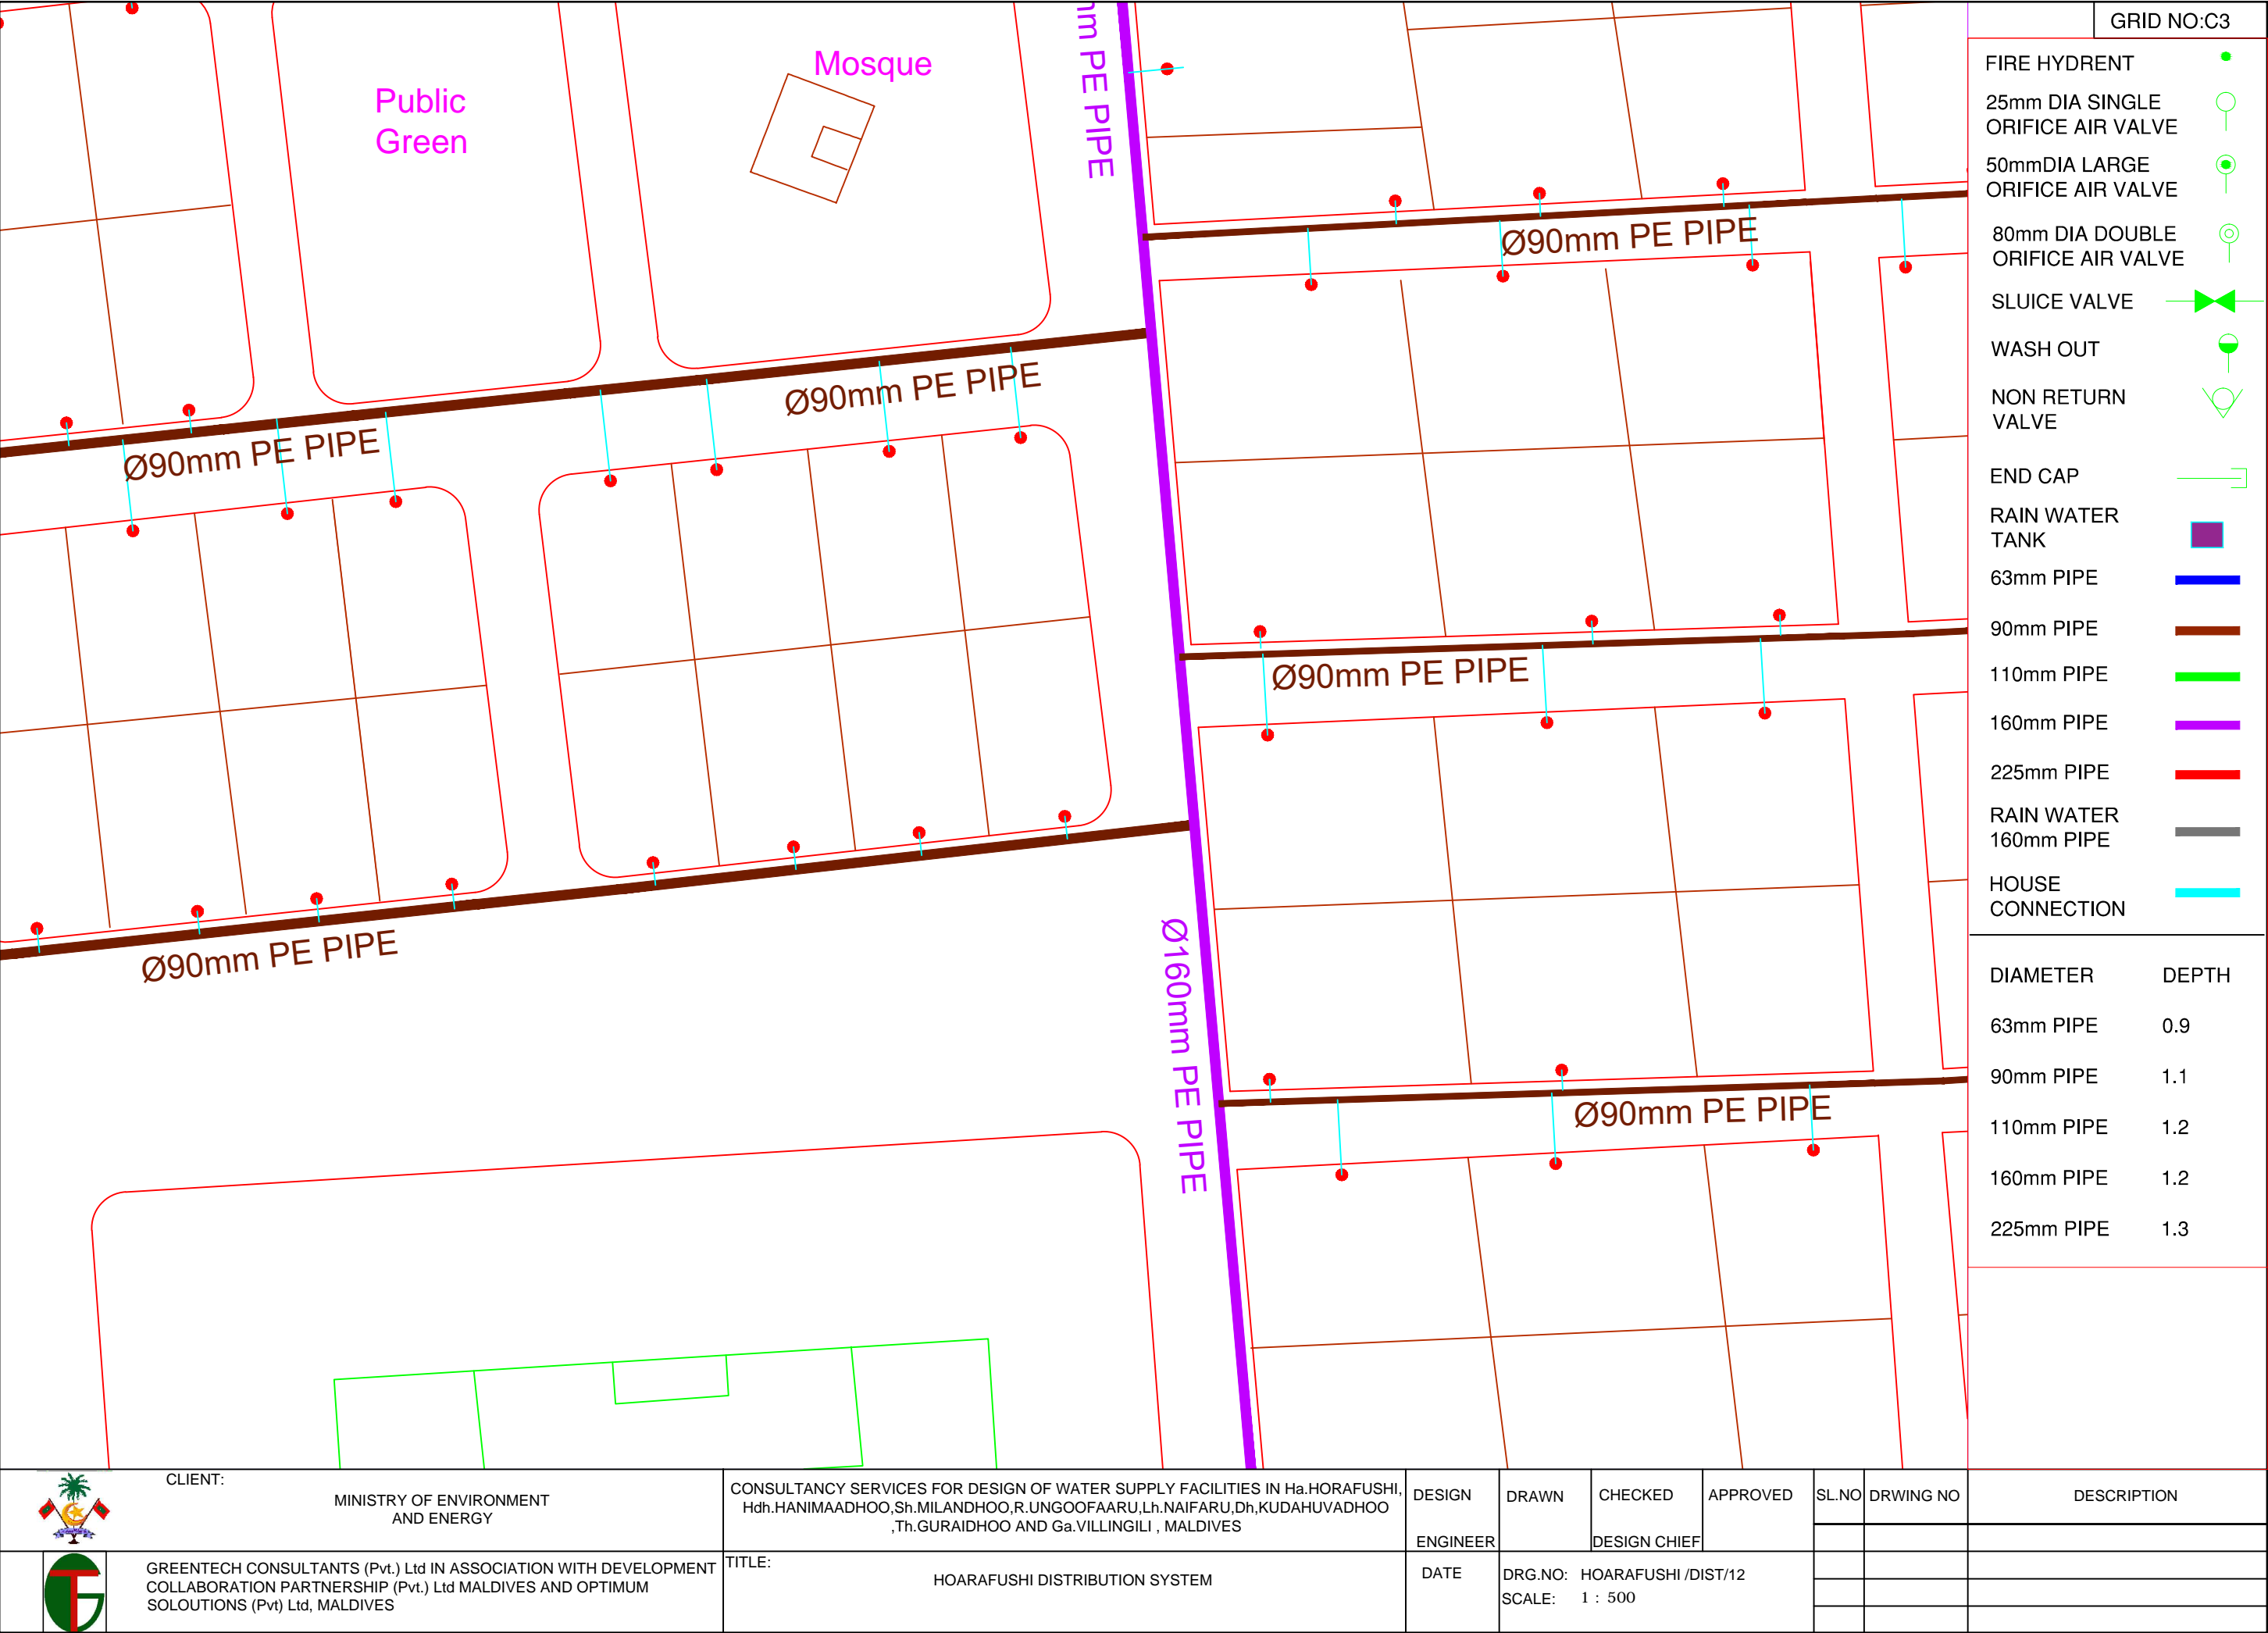 GRID NO:C3
Mosque
Public
Green
mm PE PIPE
Ø90mm PE PIPE
Ø90mm PE PIPE
Ø90mm PE PIPE
Ø90mm PE PIPE
Ø90mm PE PIPE
Ø160mm PE PIPE
Ø90mm PE PIPE
FIRE HYDRENT
25mm DIA SINGLE
ORIFICE AIR VALVE
50mmDIA LARGE
ORIFICE AIR VALVE
80mm DIA DOUBLE
ORIFICE AIR VALVE
SLUICE VALVE
WASH OUT
NON RETURN
VALVE
END CAP
RAIN WATER
TANK
63mm PIPE
90mm PIPE
110mm PIPE
160mm PIPE
225mm PIPE
RAIN WATER
160mm PIPE
HOUSE
CONNECTION
DIAMETER DEPTH
63mm PIPE 0.9
90mm PIPE 1.1
110mm PIPE 1.2
160mm PIPE 1.2
225mm PIPE 1.3
CLIENT:
MINISTRY OF ENVIRONMENT
AND ENERGY
GREENTECH CONSULTANTS (Pvt.) Ltd IN ASSOCIATION WITH DEVELOPMENT
COLLABORATION PARTNERSHIP (Pvt.) Ltd MALDIVES AND OPTIMUM
SOLOUTIONS (Pvt) Ltd, MALDIVES
CONSULTANCY SERVICES FOR DESIGN OF WATER SUPPLY FACILITIES IN Ha.HORAFUSHI,
Hdh.HANIMAADHOO,Sh.MILANDHOO,R.UNGOOFAARU,Lh.NAIFARU,Dh,KUDAHUVADHOO
,Th.GURAIDHOO AND Ga.VILLINGILI , MALDIVES
TITLE:
HOARAFUSHI DISTRIBUTION SYSTEM
DESIGN
ENGINEER
DRAWN
CHECKED
DESIGN CHIEF
APPROVED
SL.NO
DRWING NO
DESCRIPTION
DATE
DRG.NO: HOARAFUSHI /DIST/12
SCALE: 1 : 500